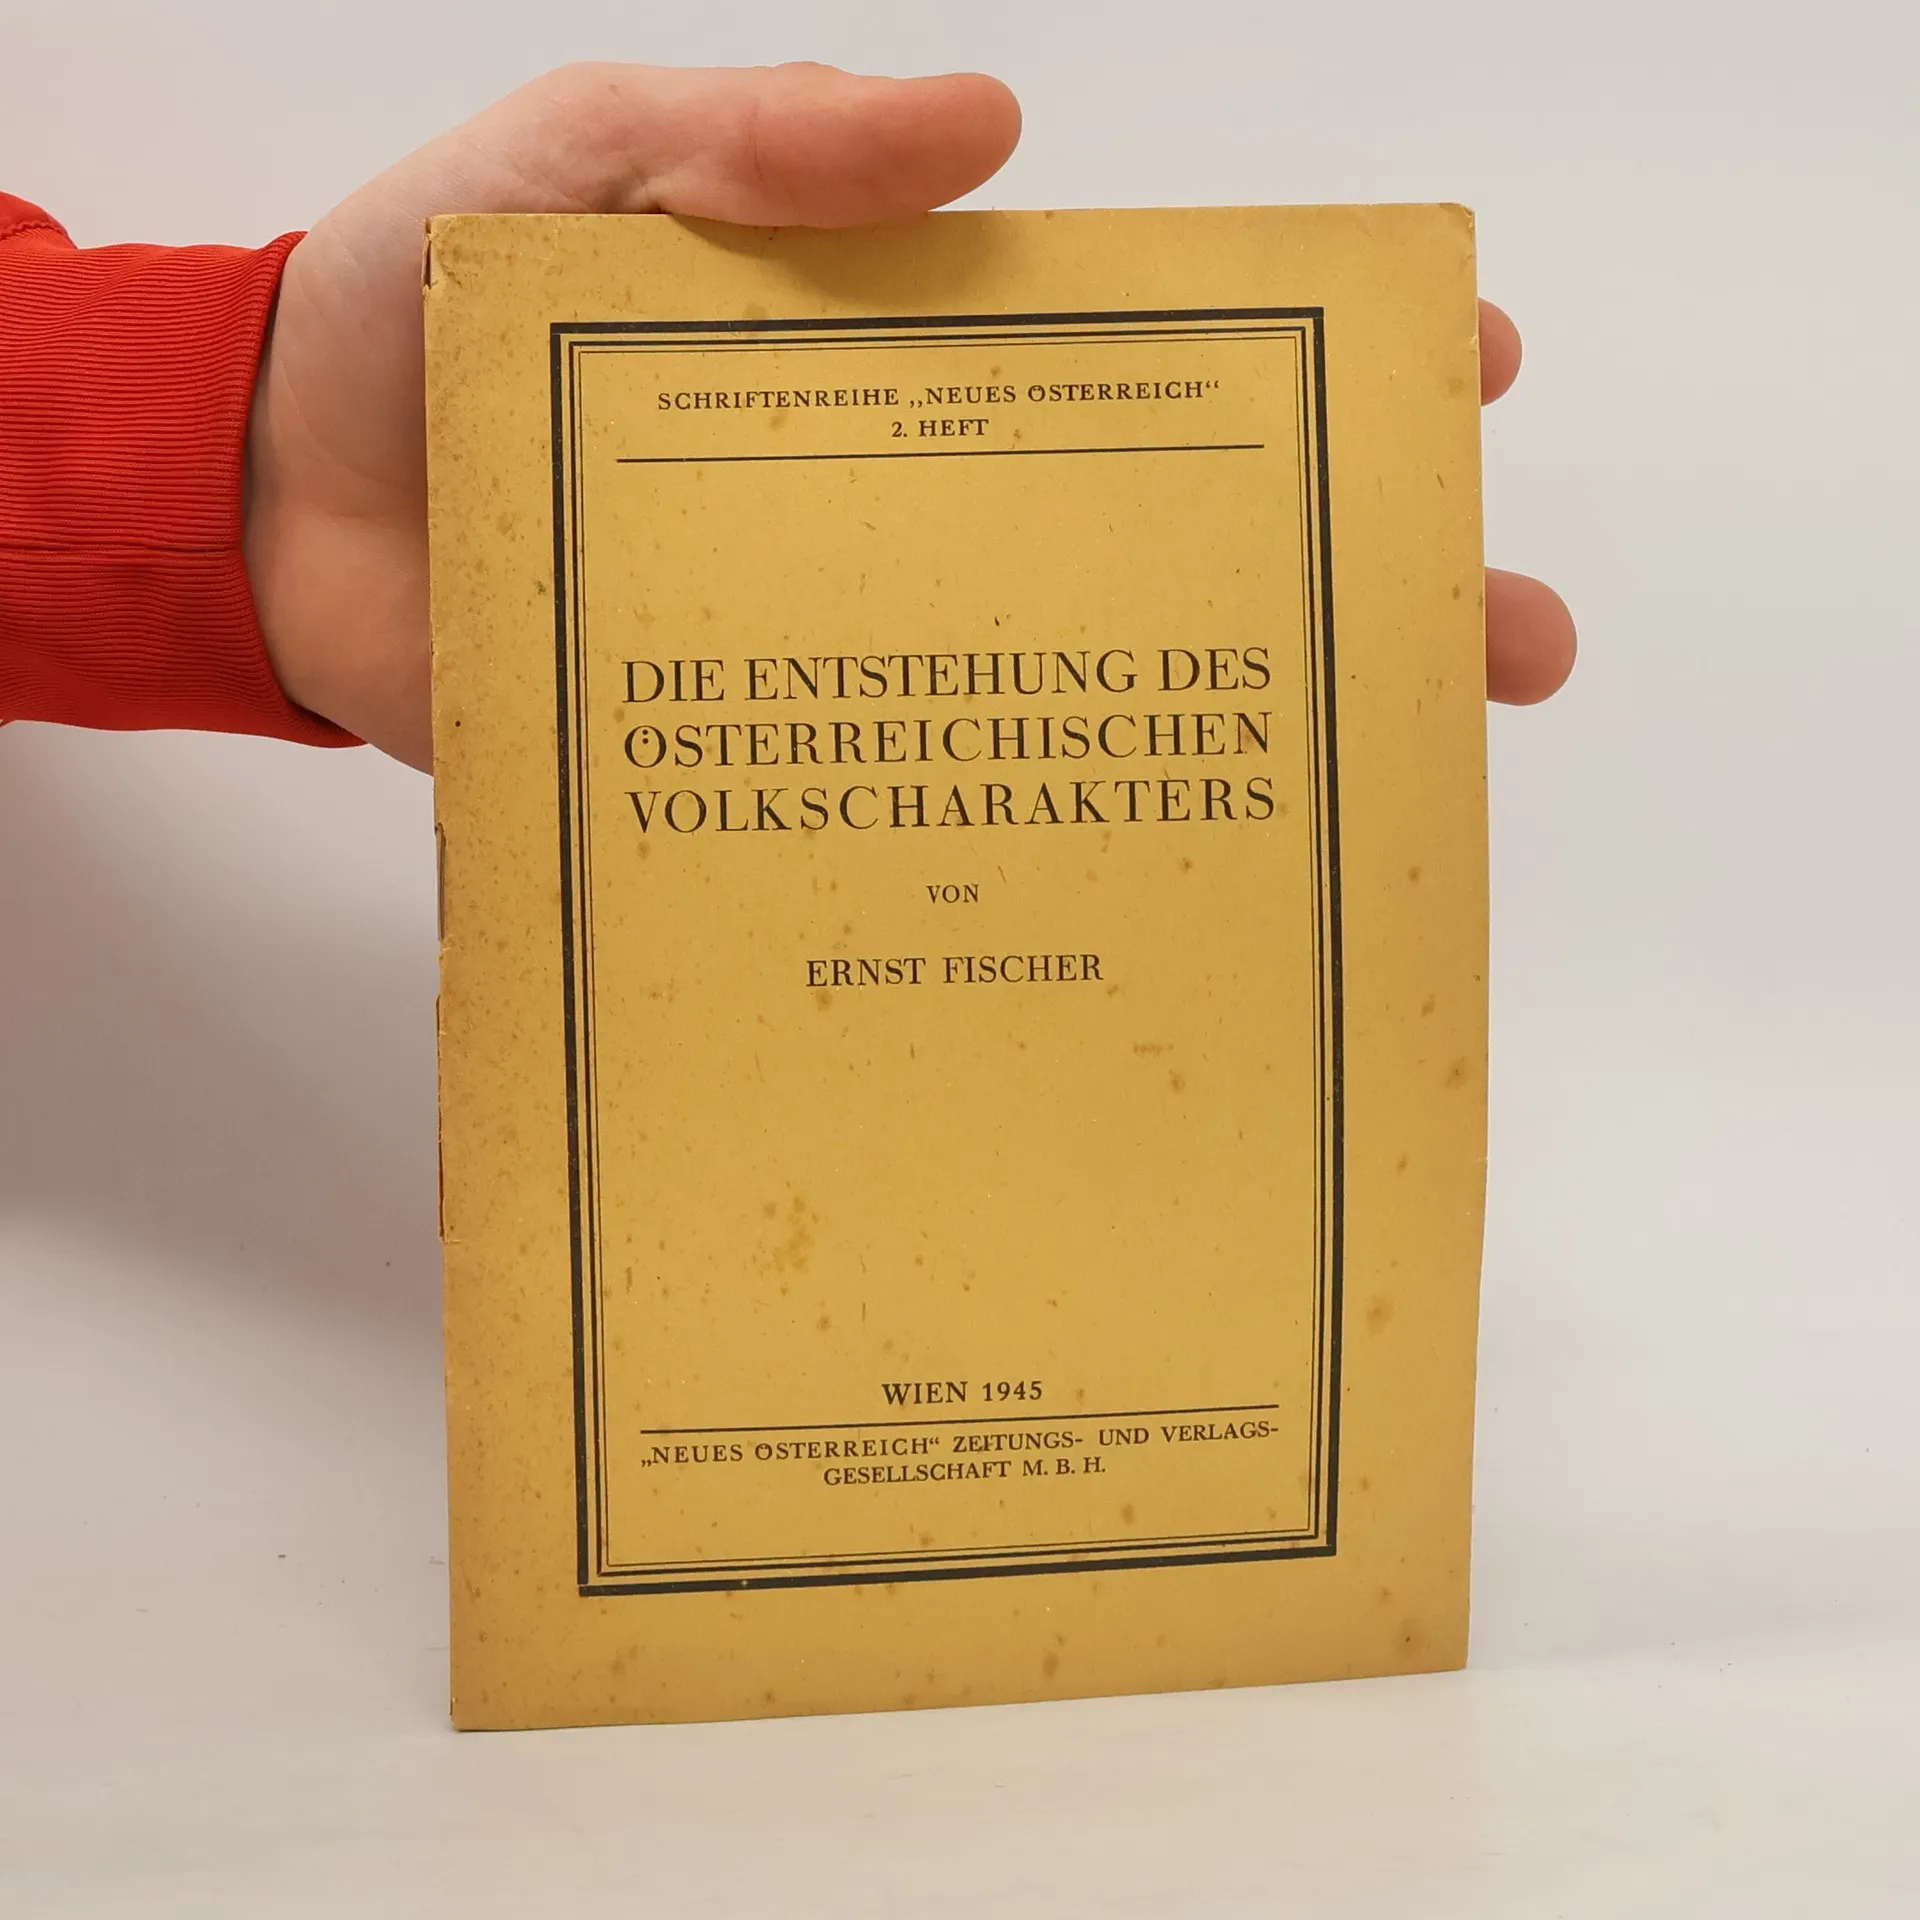 SCHRIFTENREIHE „NEUES ÖSTERREICH“
2. HEFT
DIE ENTSTEHUNG DES
ÖSTERREICHISCHEN
VOLKSCHARAKTERS
VON
ERNST FISCHER
WIEN 1945
„NEUES ÖSTERREICH“ ZEITUNGS- UND VERLAGS-
GESELLSCHAFT M. B. H.